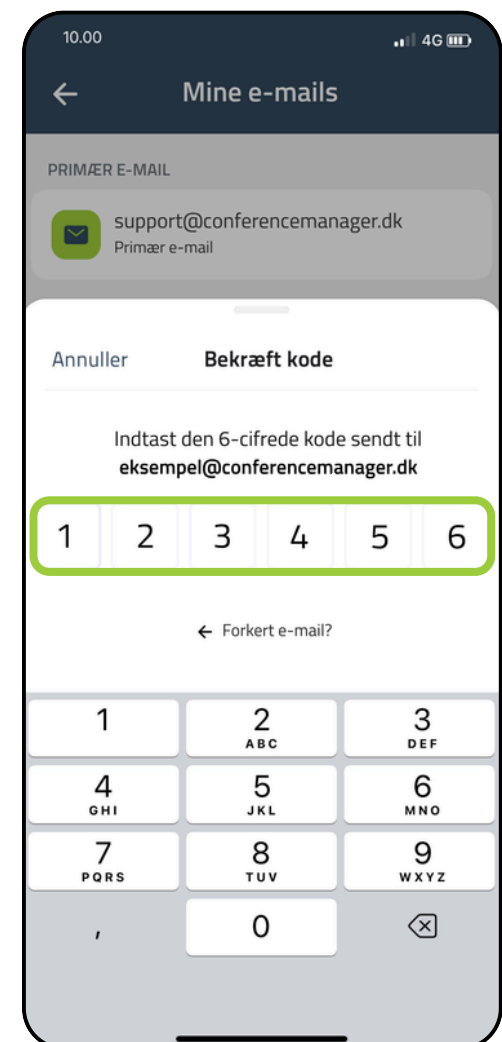 10.00 4G
Mine e-mails
PRIMÆR E-MAIL
support@conferencemanager.dk
Primær e-mail
Annuller Bekræft kode
Indtast den 6-cifrede kode sendt til
eksempel@conferencemanager.dk
1 2 3 4 5 6
← Forkert e-mail?
1 2 3
ABC DEF
4 5 6
GHI JKL MNO
7 8 9
PQRS TUV WXYZ
, 0